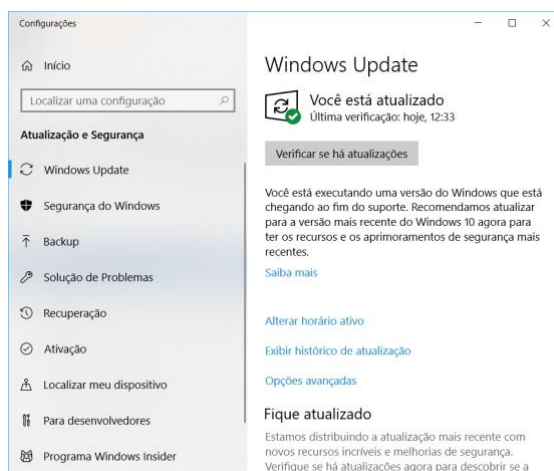 Configurações
Início
Localizar uma configuração
Atualização e Segurança
Windows Update
Segurança do Windows
Backup
Solução de Problemas
Recuperação
Ativação
Localizar meu dispositivo
Para desenvolvedores
Programa Windows Insider
Windows Update
Você está atualizado
Última verificação: hoje, 12:33
Verificar se há atualizações
Você está executando uma versão do Windows que está
chegando ao fim do suporte. Recomendamos atualizar
para a versão mais recente do Windows 10 agora para
ter os recursos e os aprimoramentos de segurança mais
recentes.
Saiba mais
Alterar horário ativo
Exibir histórico de atualização
Opções avançadas
Fique atualizado
Estamos distribuindo a atualização mais recente com
novos recursos incríveis e melhorias de segurança.
Verifique se há atualizações agora para descobrir se a